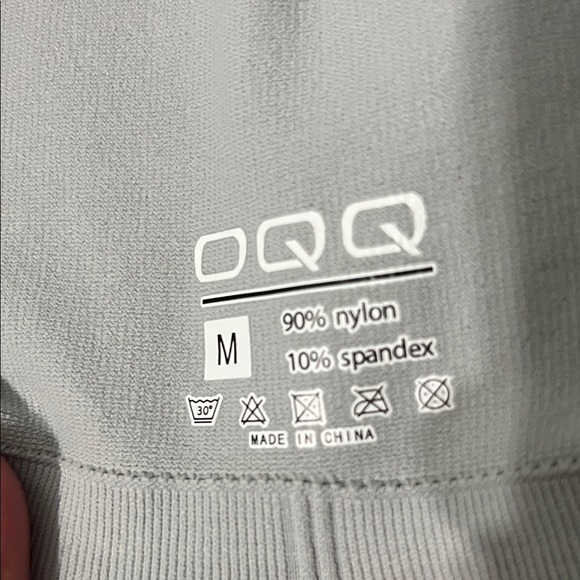 OQQ
M
90% nylon
10% spandex
30°
MADE IN CHINA